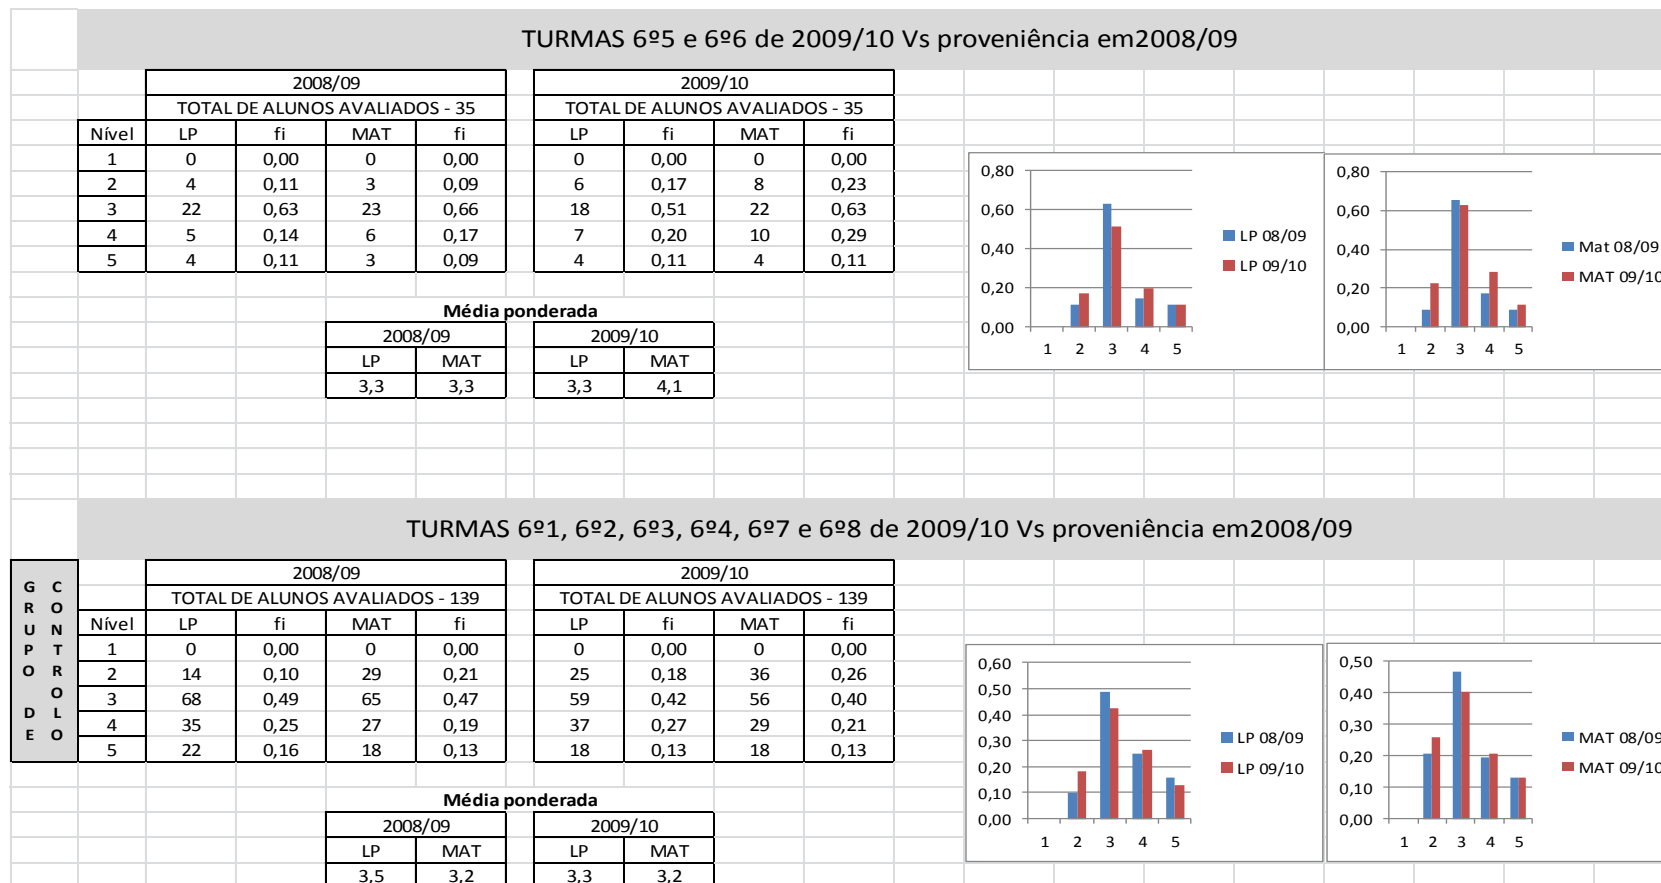 TURMAS 6º5 e 6º6 de 2009/10 Vs proveniência em2008/09
2008/09 2009/10
TOTAL DE ALUNOS AVALIADOS - 35 TOTAL DE ALUNOS AVALIADOS - 35
Nível LP fi MAT fi LP fi MAT fi
1 0 0,00 0 0,00 0 0,00 0 0,00
2 4 0,11 3 0,09 6 0,17 8 0,23
3 22 0,63 23 0,66 18 0,51 22 0,63
4 5 0,14 6 0,17 7 0,20 10 0,29
5 4 0,11 3 0,09 4 0,11 4 0,11
Média ponderada
2008/09 2009/10
LP MAT LP MAT
3,3 3,3 3,3 4,1
0,80
0,60
0,40
0,20
0,00
1 2 3 4 5
LP 08/09
LP 09/10
0,80
0,60
0,40
0,20
0,00
1 2 3 4 5
Mat 08/09
MAT 09/10
TURMAS 6º1, 6º2, 6º3, 6º4, 6º7 e 6º8 de 2009/10 Vs proveniência em2008/09
GRUPO DE
CONTROLO
2008/09 2009/10
TOTAL DE ALUNOS AVALIADOS - 139 TOTAL DE ALUNOS AVALIADOS - 139
Nível LP fi MAT fi LP fi MAT fi
1 0 0,00 0 0,00 0 0,00 0 0,00
2 14 0,10 29 0,21 25 0,18 36 0,26
3 68 0,49 65 0,47 59 0,42 56 0,40
4 35 0,25 27 0,19 37 0,27 29 0,21
5 22 0,16 18 0,13 18 0,13 18 0,13
Média ponderada
2008/09 2009/10
LP MAT LP MAT
3,5 3,2 3,3 3,2
0,60
0,50
0,40
0,30
0,20
0,10
0,00
1 2 3 4 5
LP 08/09
LP 09/10
0,50
0,40
0,30
0,20
0,10
0,00
1 2 3 4 5
MAT 08/09
MAT 09/10